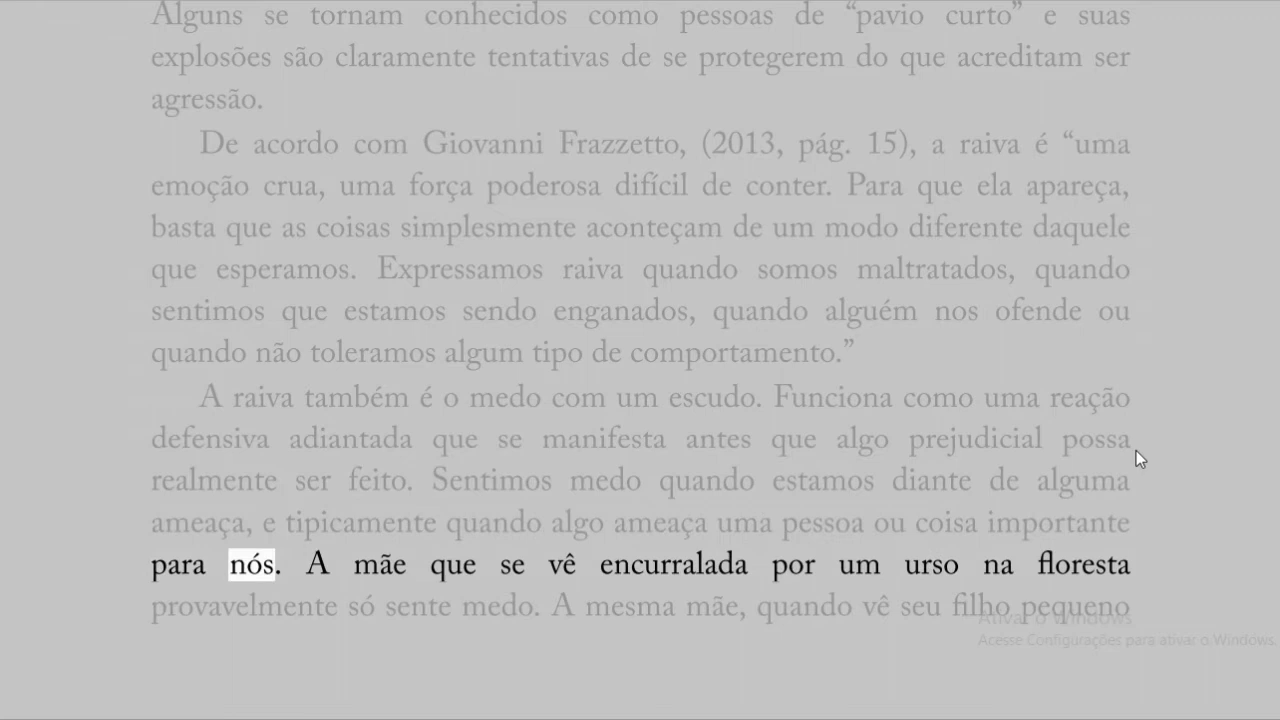 Alguns se tornam conhecidos como pessoas de “pavio curto” e suas
explosões são claramente tentativas de se protegerem do que acreditam ser
agressão.
De acordo com Giovanni Frazzetto, (2013, pág. 15), a raiva é “uma
emoção crua, uma força poderosa difícil de conter. Para que ela apareça,
basta que as coisas simplesmente aconteçam de um modo diferente daquele
que esperamos. Expressamos raiva quando somos maltratados, quando
sentimos que estamos sendo enganados, quando alguém nos ofende ou
quando não toleramos algum tipo de comportamento.”
A raiva também é o medo com um escudo. Funciona como uma reação
defensiva adiantada que se manifesta antes que algo prejudicial possa
realmente ser feito. Sentimos medo quando estamos diante de alguma
ameaça, e tipicamente quando algo ameaça uma pessoa ou coisa importante
para nós. A mãe que se vê encurralada por um urso na floresta
provavelmente só sente medo. A mesma mãe, quando vê seu filho pequeno
Ativar o Windows
Acesse Configurações para ativar o Windows.